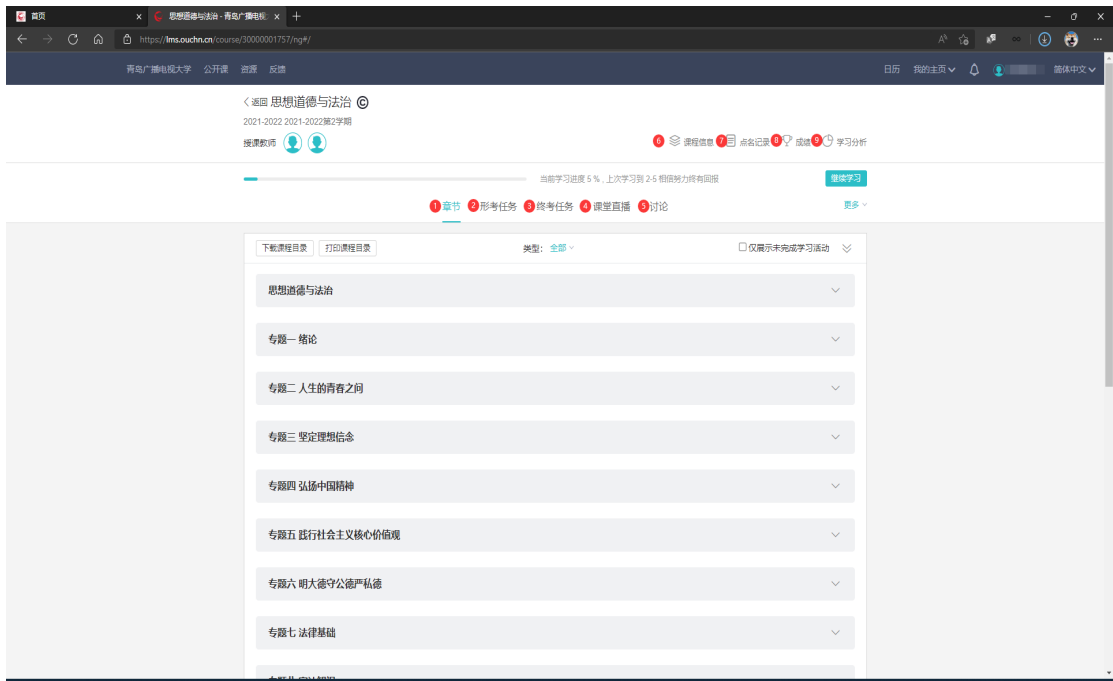 首页
思想道德与法治 - 青岛广播电视
https://lms.ouchn.cn/course/30000001757/ng#/
青岛广播电视大学 公开课 资源 反馈 日历 我的主页 简体中文
返回 思想道德与法治 ©
2021-2022 2021-2022第2学期
授课教师
6 课程信息 7 点名记录 8 成绩 9 学习分析
当前学习进度 5 % , 上次学习到 2-5 相信努力终有回报 继续学习
1 章节 2 形考任务 3 终考任务 4 课堂直播 5 讨论 更多
下载课程目录 打印课程目录 类型: 全部 仅展示未完成学习活动
思想道德与法治
专题一 绪论
专题二 人生的青春之问
专题三 坚定理想信念
专题四 弘扬中国精神
专题五 践行社会主义核心价值观
专题六 明大德守公德严私德
专题七 法律基础